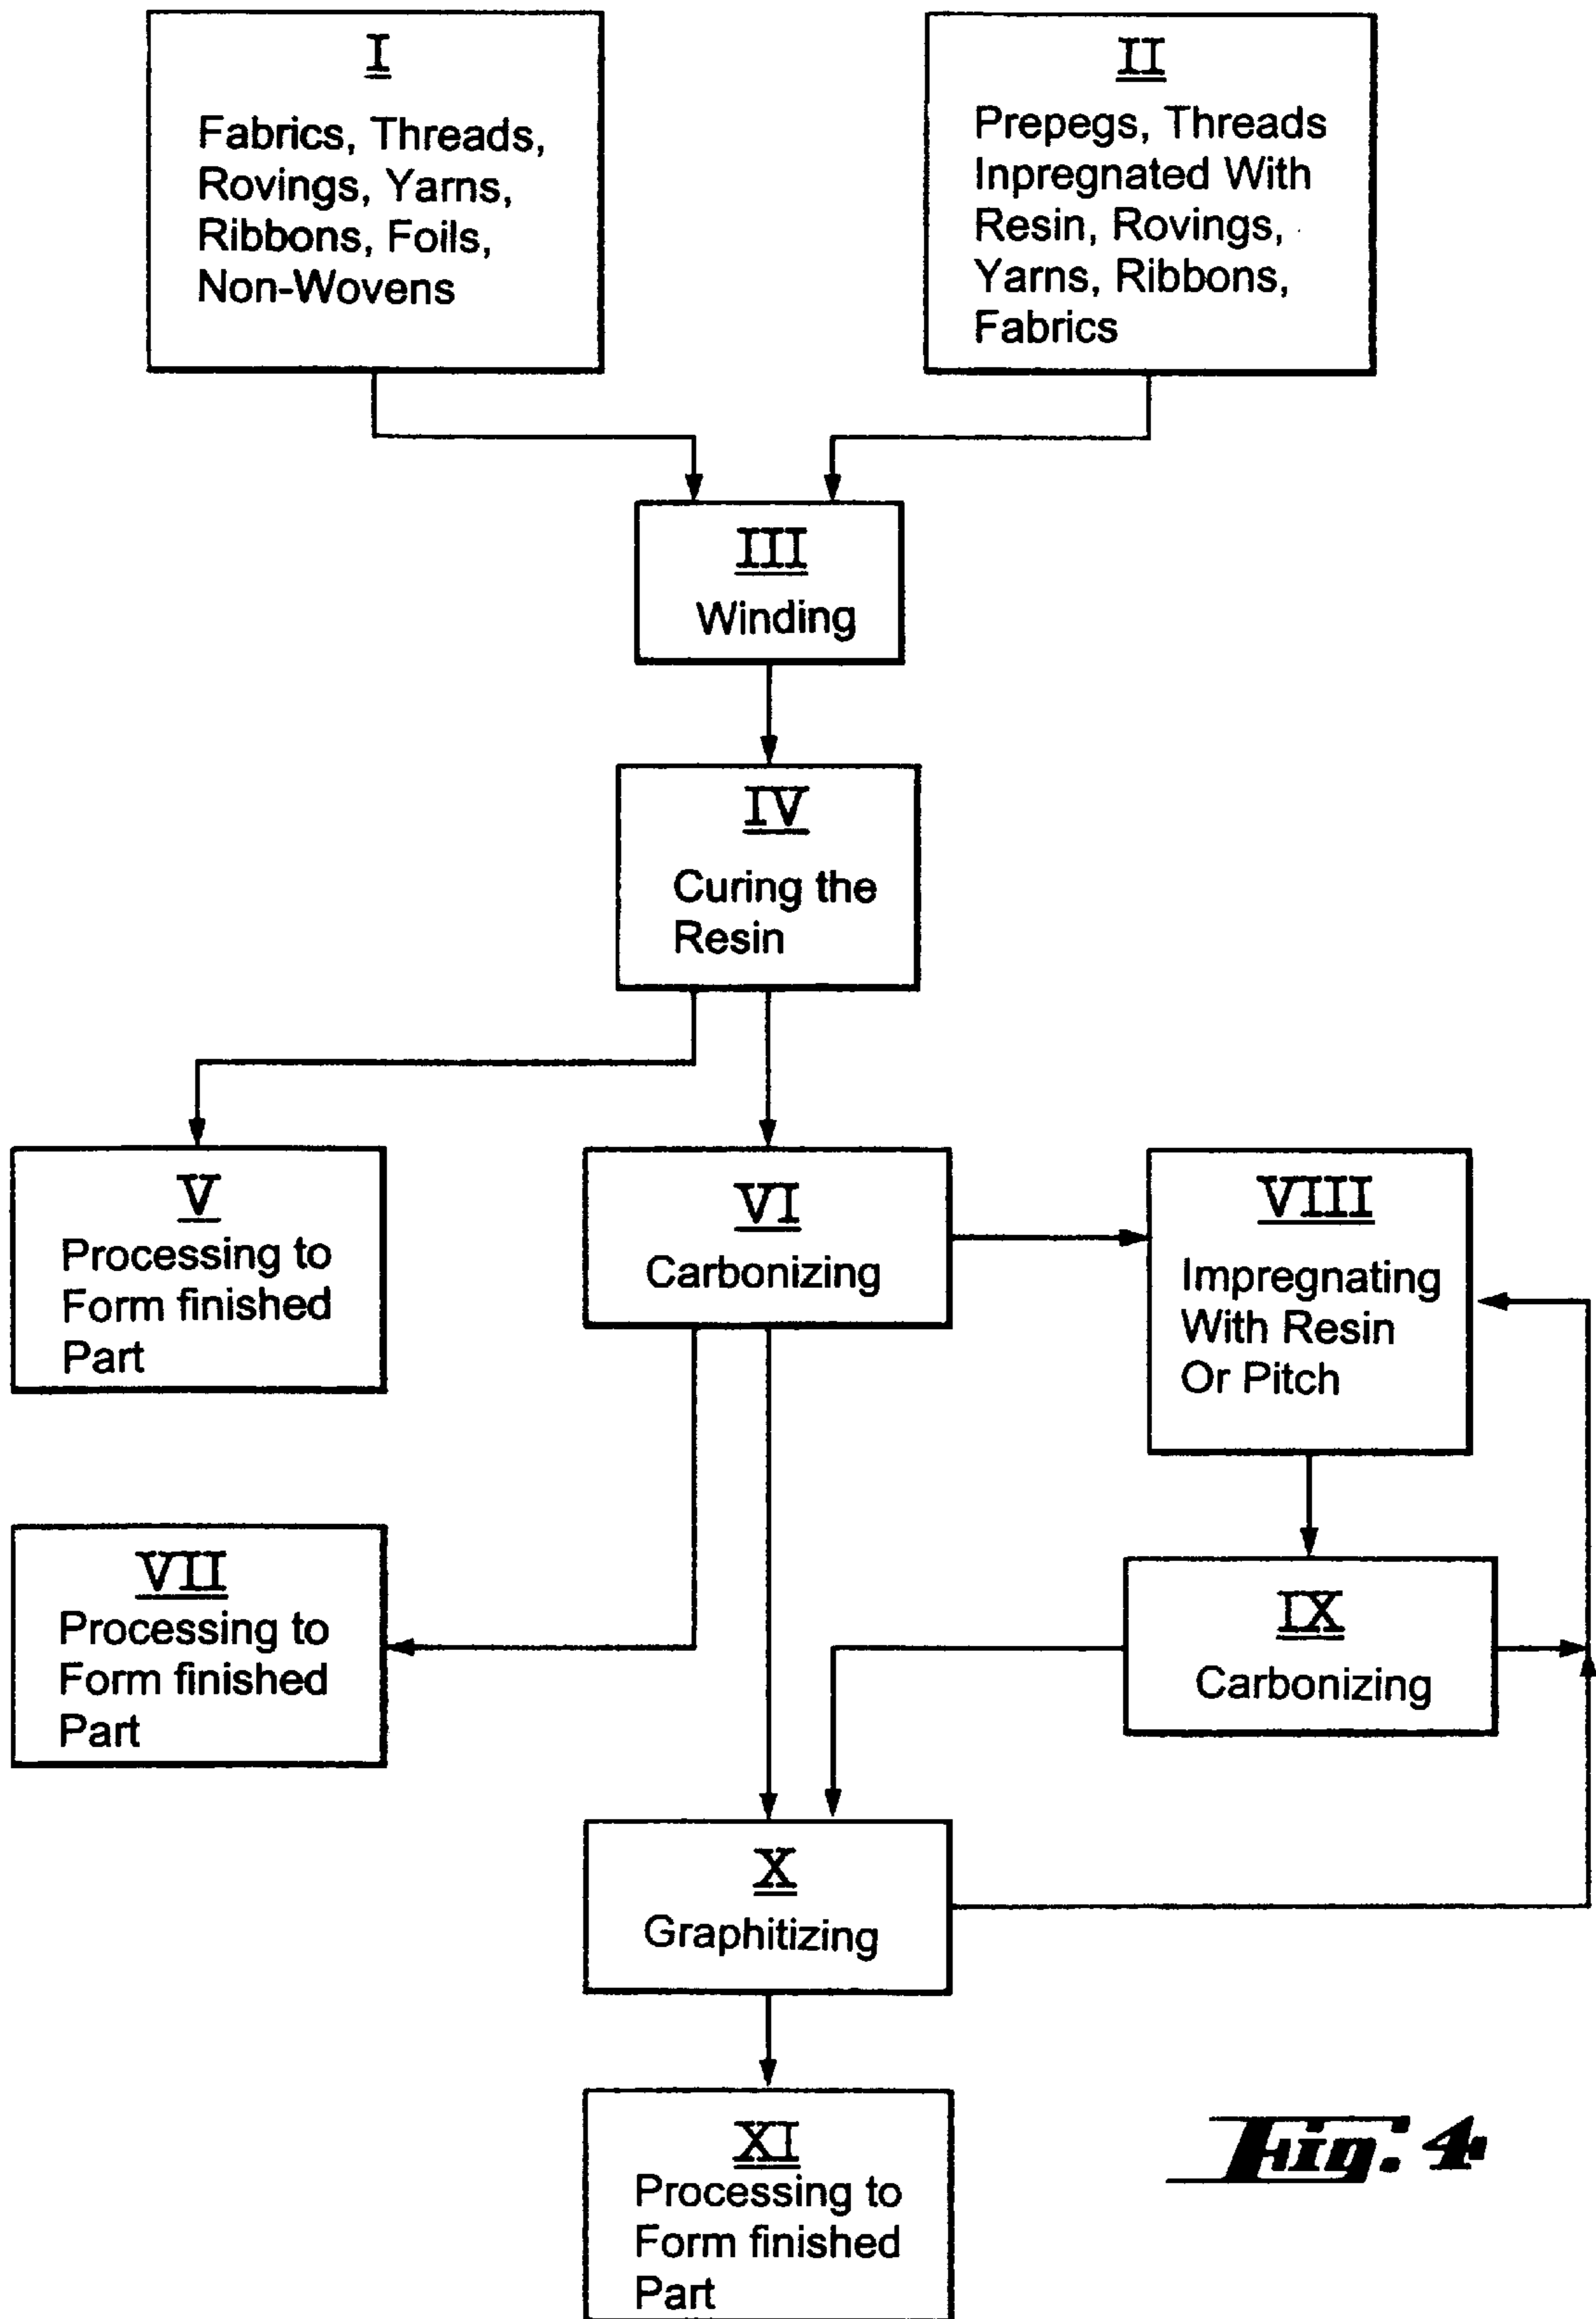 I
Fabrics, Threads,
Rovings, Yarns,
Ribbons, Foils,
Non-Wovens
II
Prepegs, Threads
Inpregnated With
Resin, Rovings,
Yarns, Ribbons,
Fabrics
III
Winding
IV
Curing the
Resin
V
Processing to
Form finished
Part
VI
Carbonizing
VIII
Impregnating
With Resin
Or Pitch
VII
Processing to
Form finished
Part
IX
Carbonizing
X
Graphitizing
XI
Processing to
Form finished
Part
Fig. 4